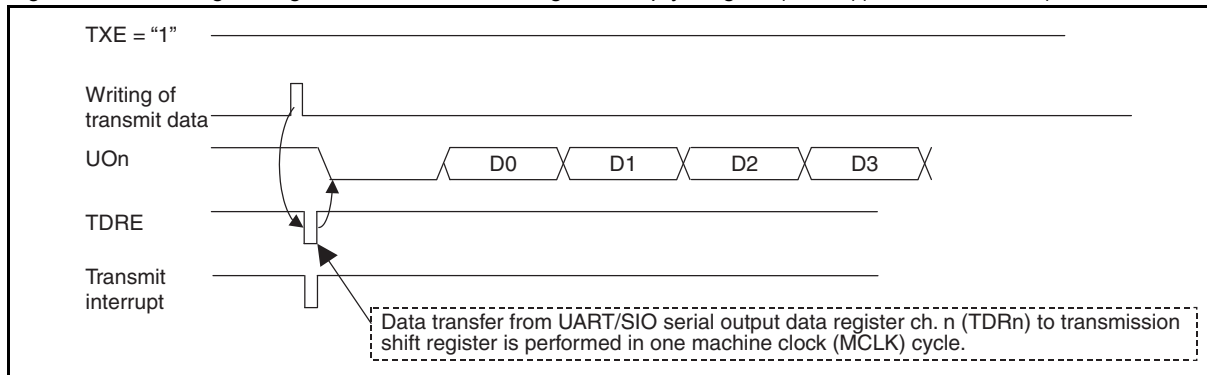 TXE = “1”
Writing of
transmit data
UOn
D0 D1 D2 D3
TDRE
Transmit
interrupt
Data transfer from UART/SIO serial output data register ch. n (TDRn) to transmission
shift register is performed in one machine clock (MCLK) cycle.